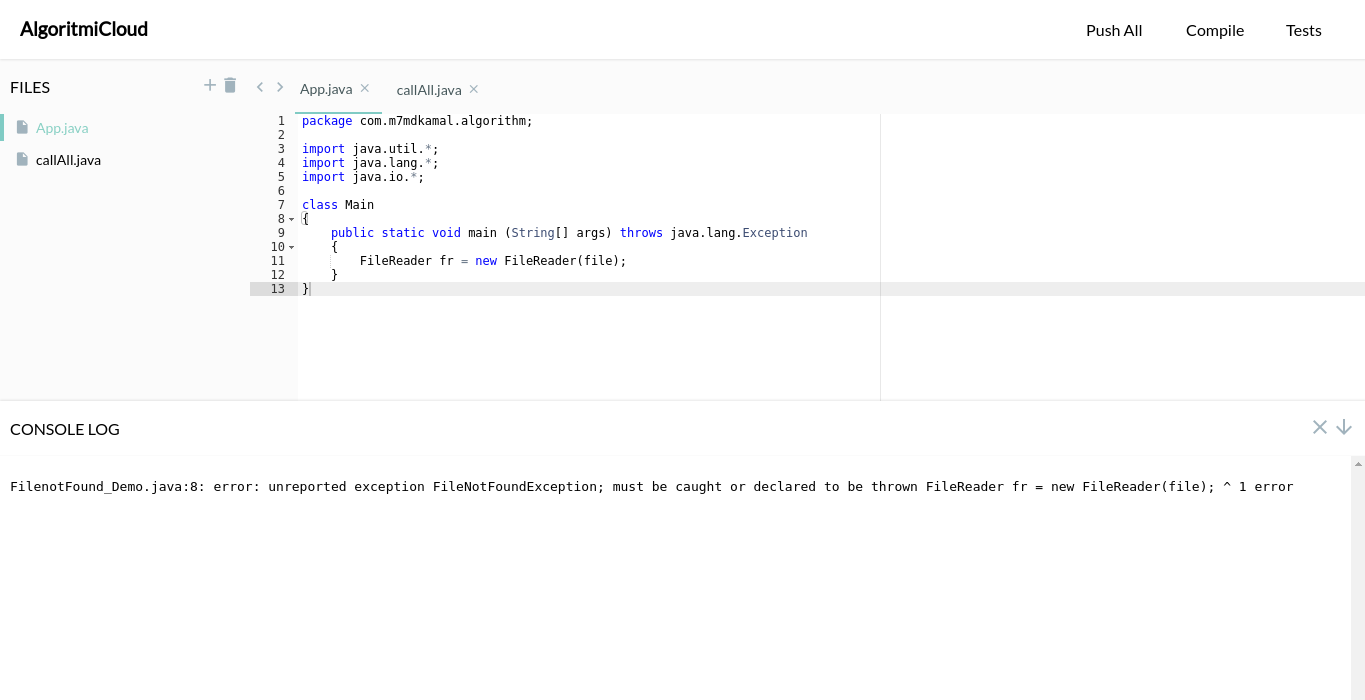 AlgoritmiCloud
Push All
Compile
Tests
FILES
App.java
callAll.java
App.java
callAll.java
1 package com.m7mdkamal.algorithm;
2
3 import java.util.*;
4 import java.lang.*;
5 import java.io.*;
6
7 class Main
8 {
9     public static void main (String[] args) throws java.lang.Exception
10     {
11         FileReader fr = new FileReader(file);
12     }
13 }
CONSOLE LOG
FilenotFound_Demo.java:8: error: unreported exception FileNotFoundException; must be caught or declared to be thrown FileReader fr = new FileReader(file); ^ 1 error